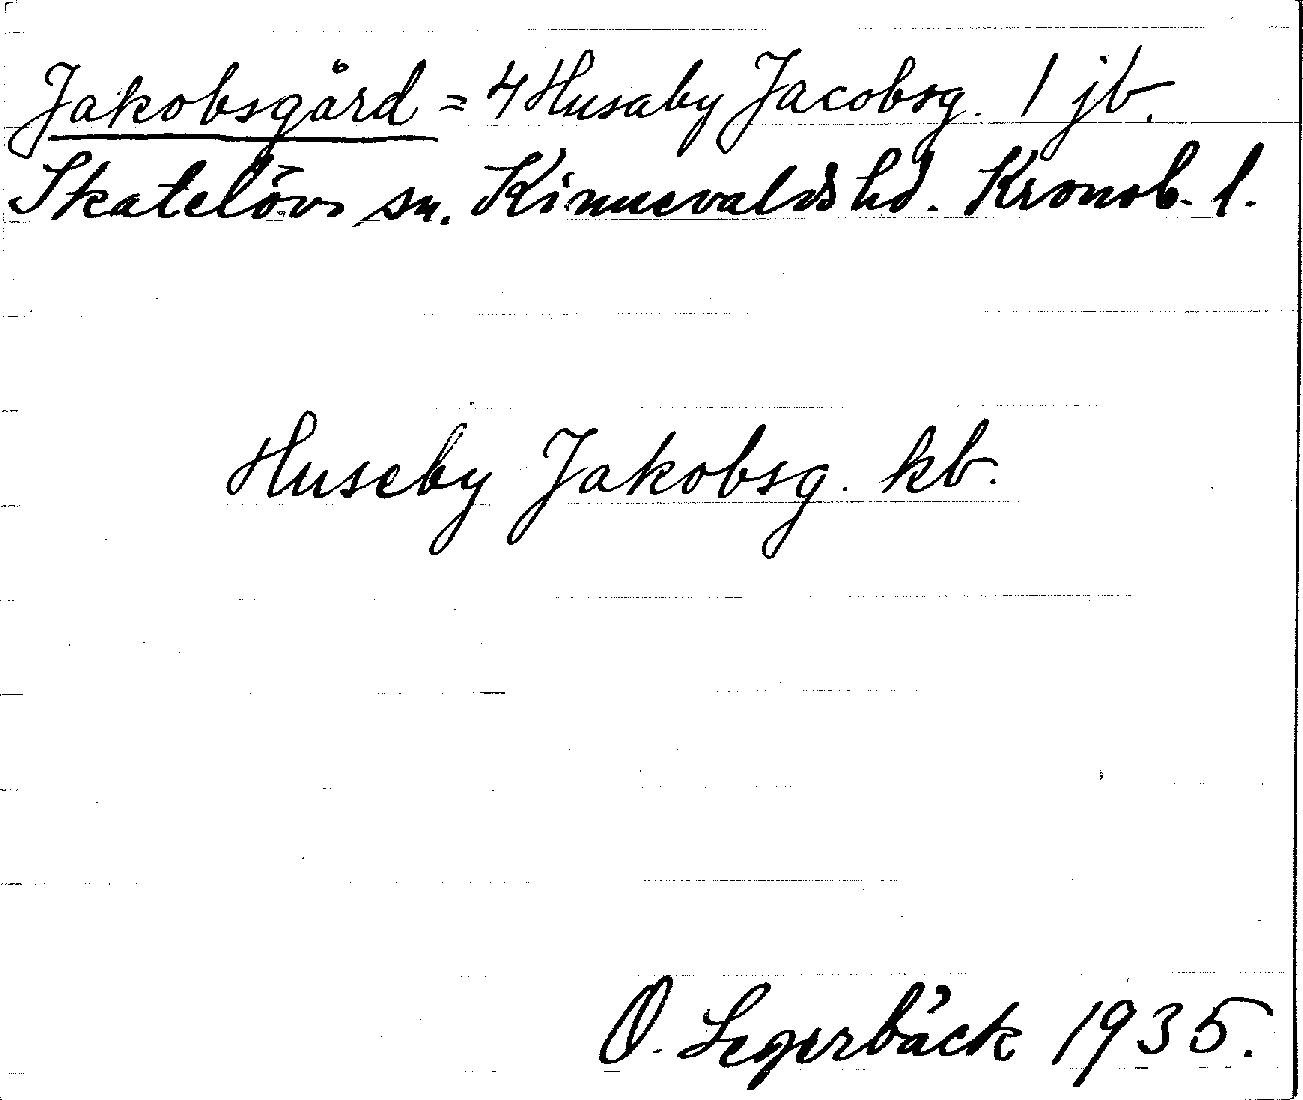 Jakobsgård = 4 Husaby Jacobsg. 1 jb.
Skatelövs sn. Kinnevalds hd. Kronob. l.
Huseby Jakobsg. kb.
O. Segerbäck 1935.